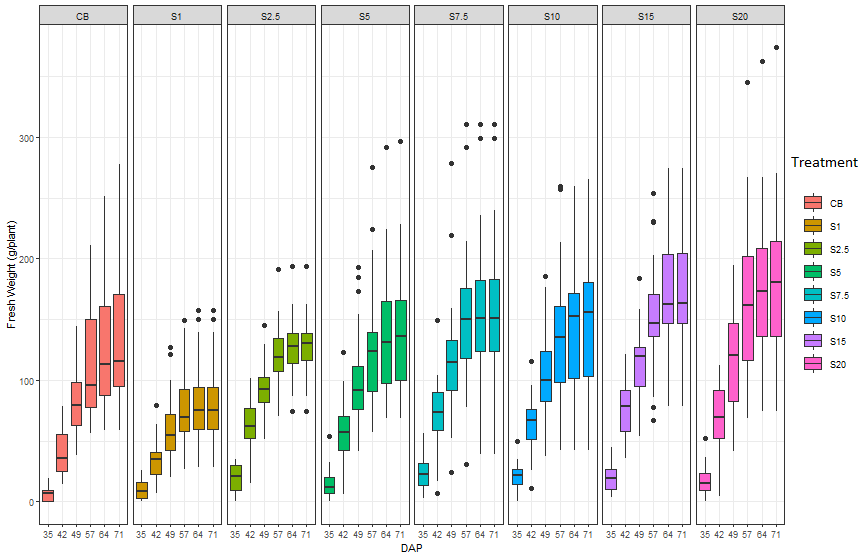 CB S1 S2.5 S5 S7.5 S10 S15 S20
300
200
100
0
Fresh Weight (g/plant)
35 42 49 57 64 71 35 42 49 57 64 71 35 42 49 57 64 71 35 42 49 57 64 71 35 42 49 57 64 71 35 42 49 57 64 71 35 42 49 57 64 71 35 42 49 57 64 71
DAP
Treatment
CB
S1
S2.5
S5
S7.5
S10
S15
S20